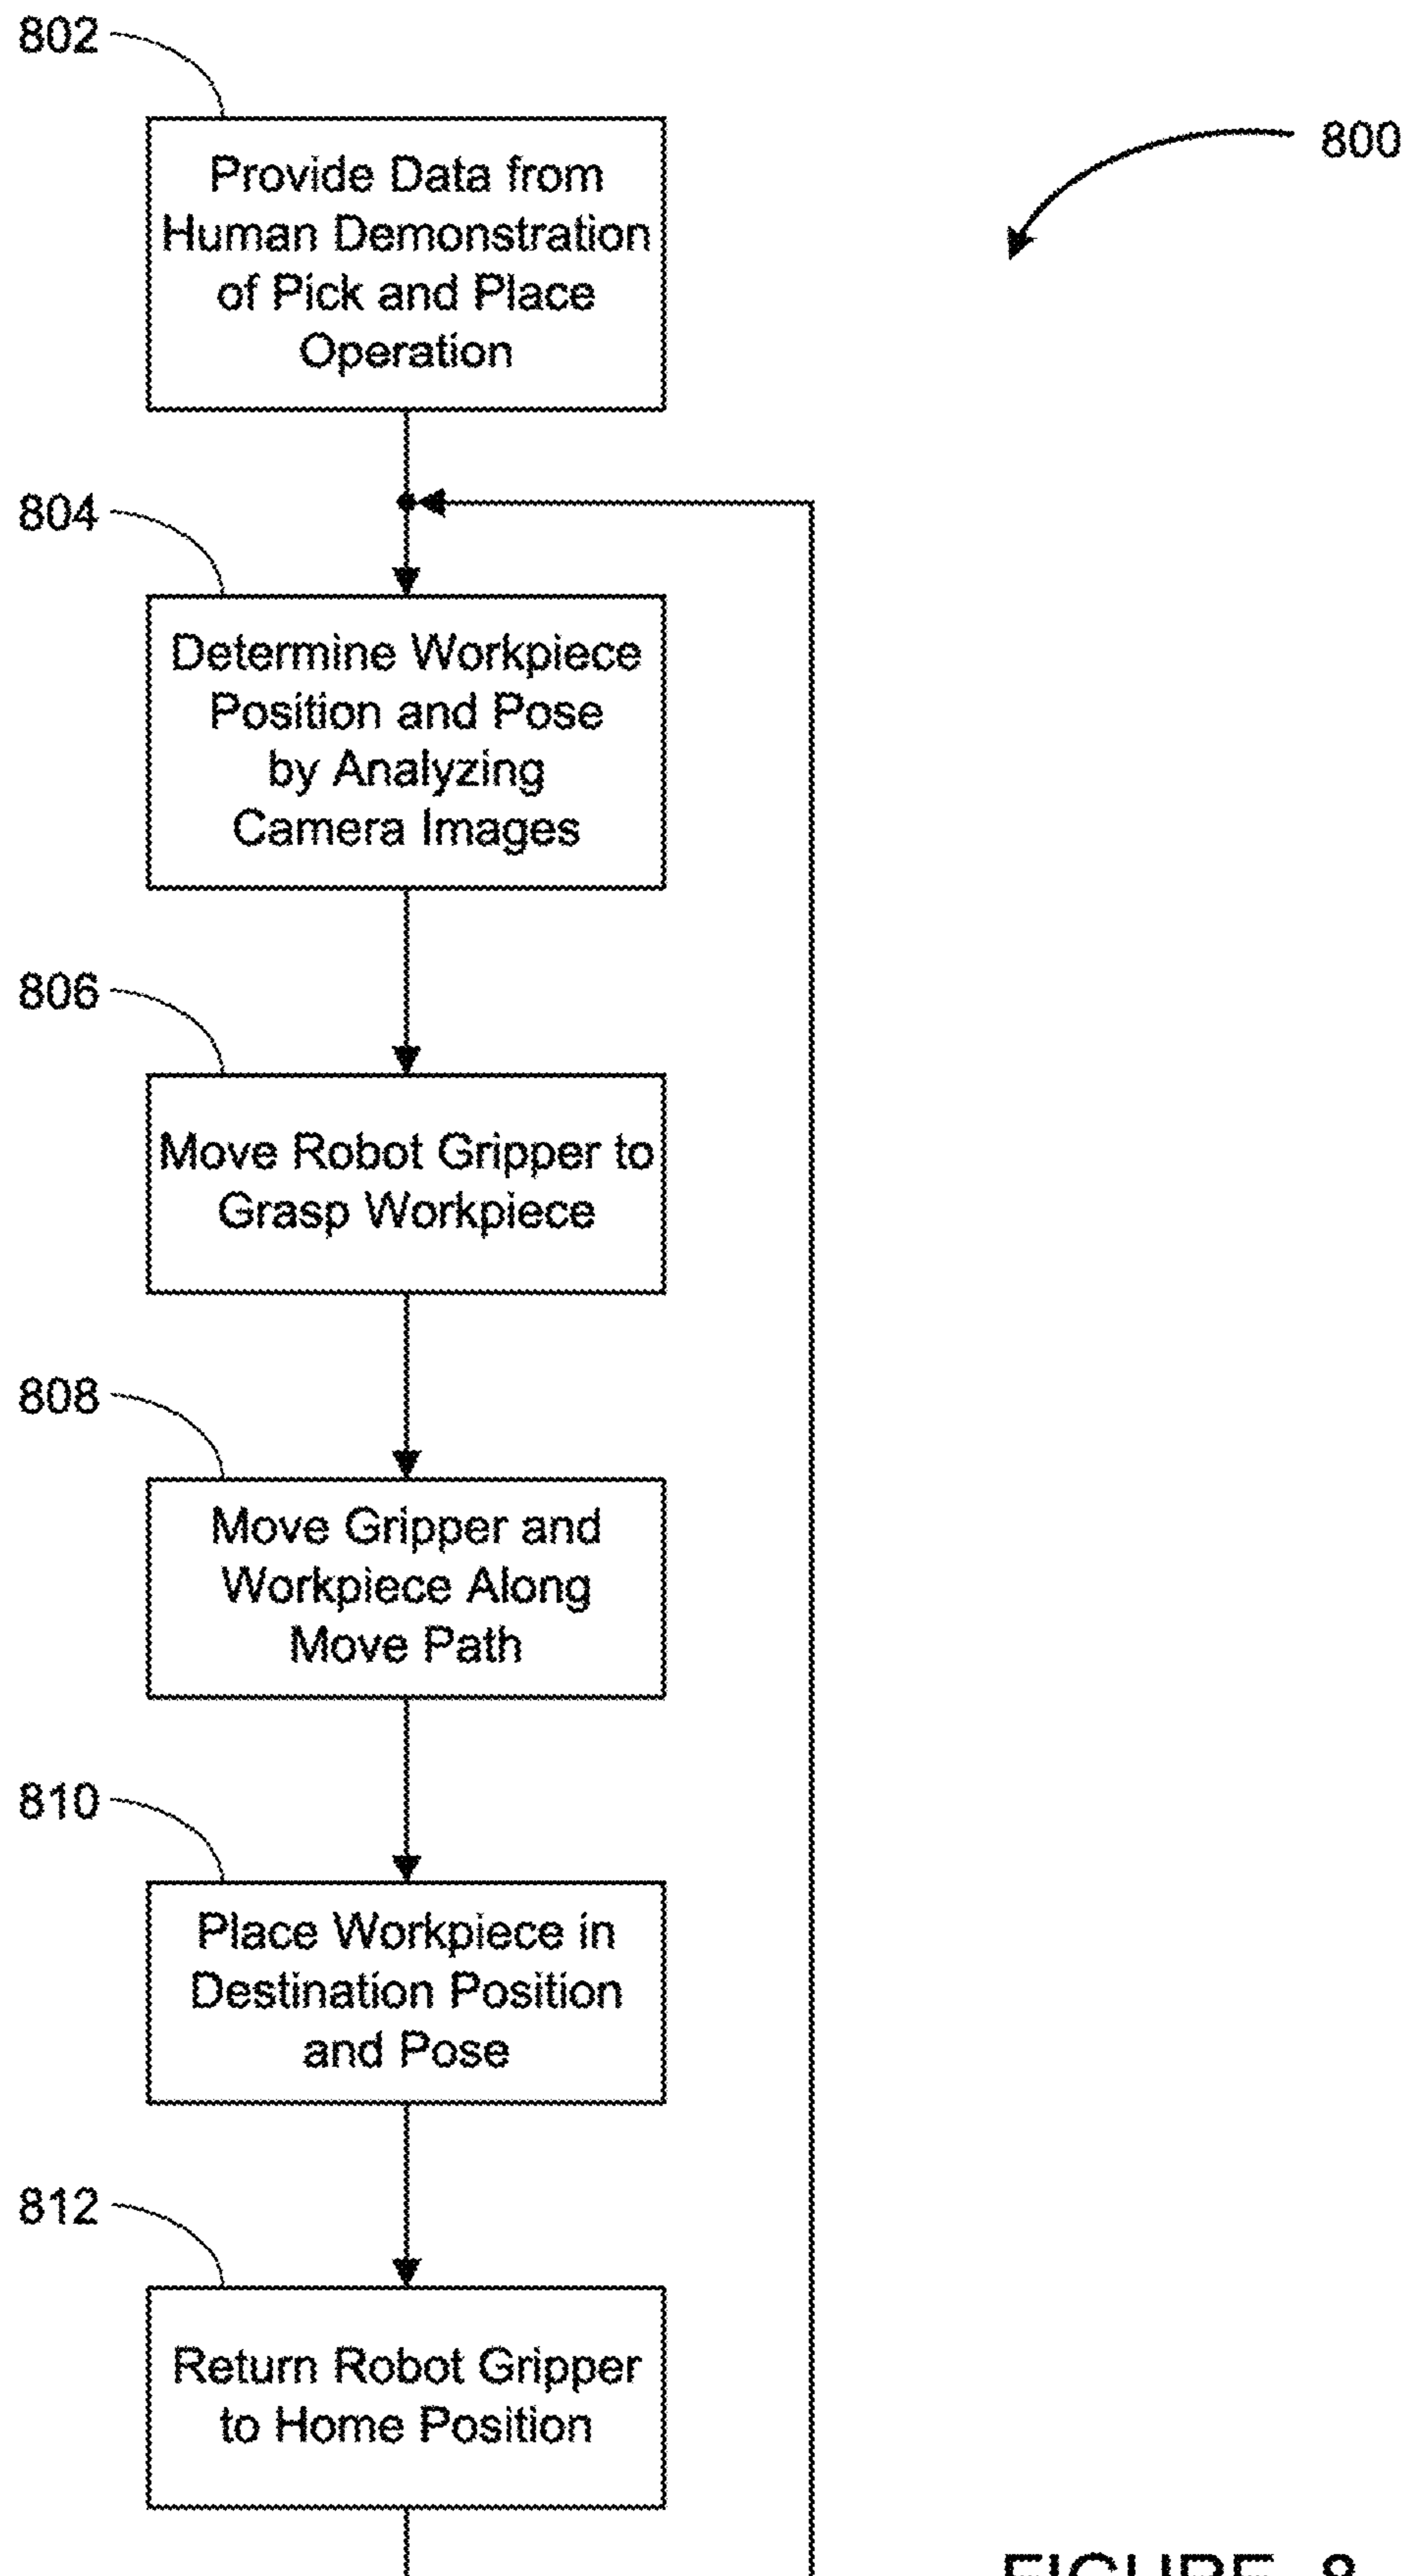 802
800
Provide Data from
Human Demonstration
of Pick and Place
Operation
804
Determine Workpiece
Position and Pose
by Analyzing
Camera Images
806
Move Robot Gripper to
Grasp Workpiece
808
Move Gripper and
Workpiece Along
Move Path
810
Place Workpiece in
Destination Position
and Pose
812
Return Robot Gripper
to Home Position
FIGURE 8